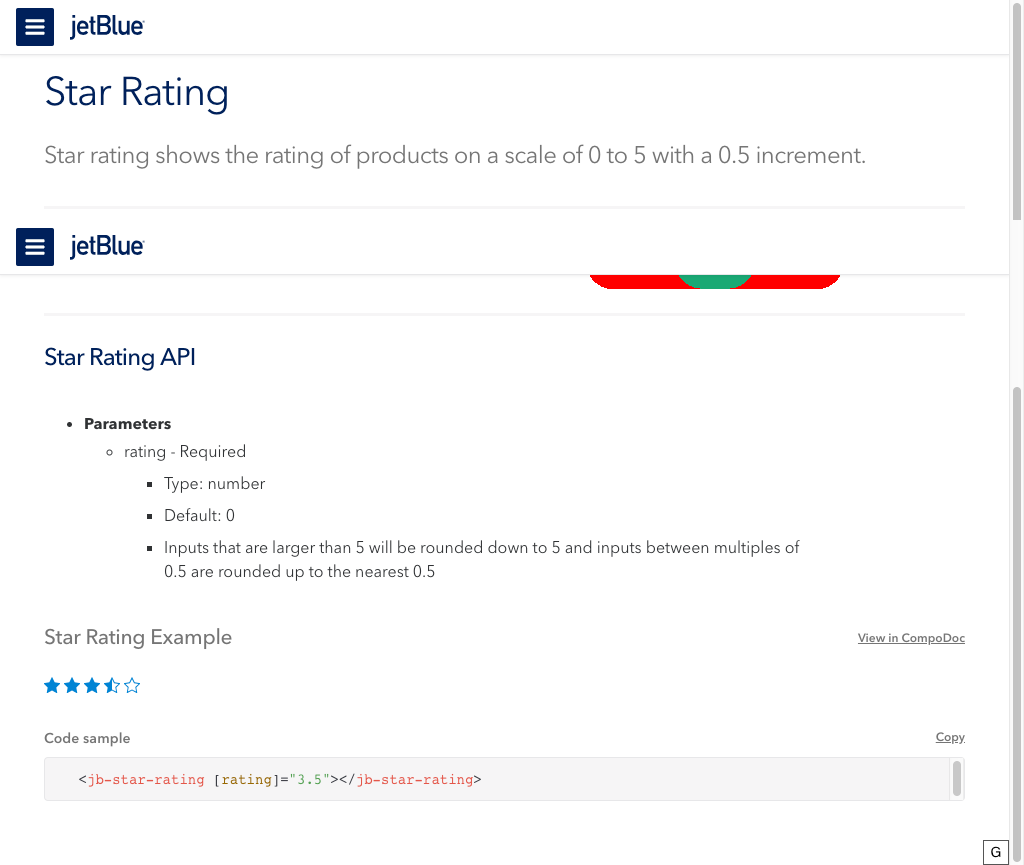 jetBlue
Star Rating
Star rating shows the rating of products on a scale of 0 to 5 with a 0.5 increment.
jetBlue
Star Rating API
Parameters
rating - Required
Type: number
Default: 0
Inputs that are larger than 5 will be rounded down to 5 and inputs between multiples of
0.5 are rounded up to the nearest 0.5
Star Rating Example
View in CompoDoc
Code sample
Copy
<jb-star-rating [rating]="3.5"></jb-star-rating>
G